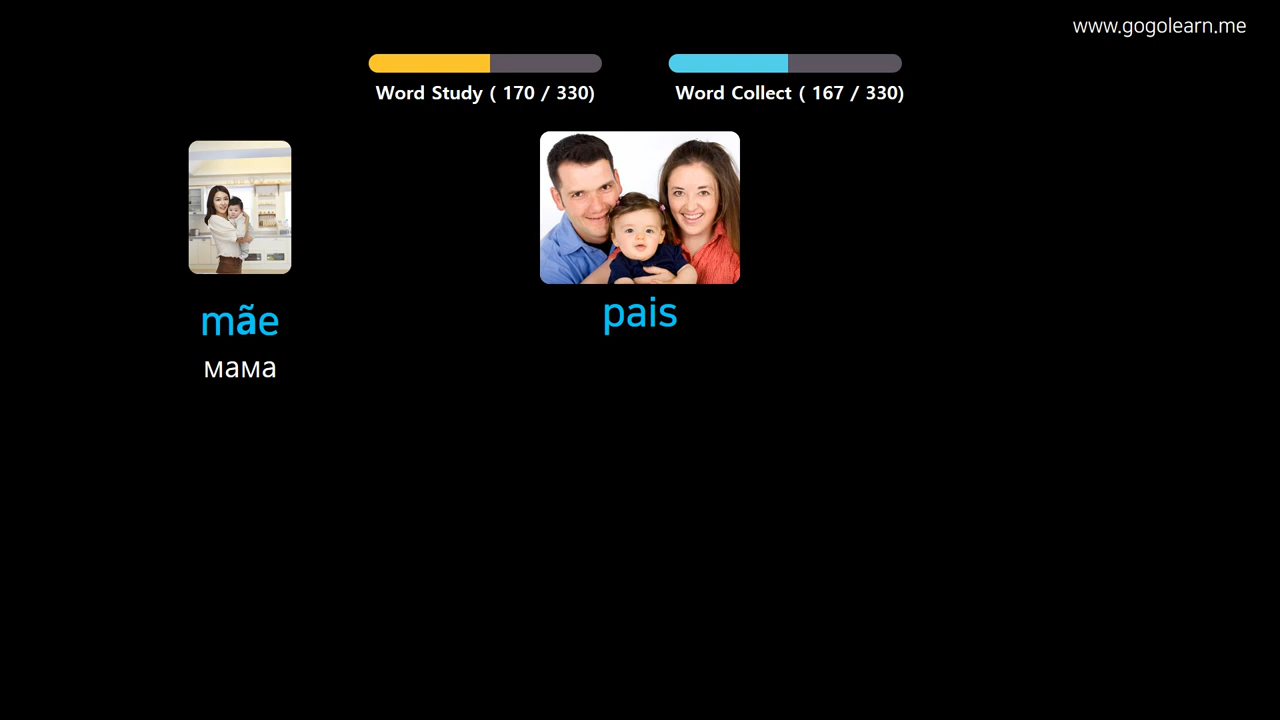 www.gogolearn.me
Word Study ( 170 / 330)
Word Collect ( 167 / 330)
mãe
мама
pais